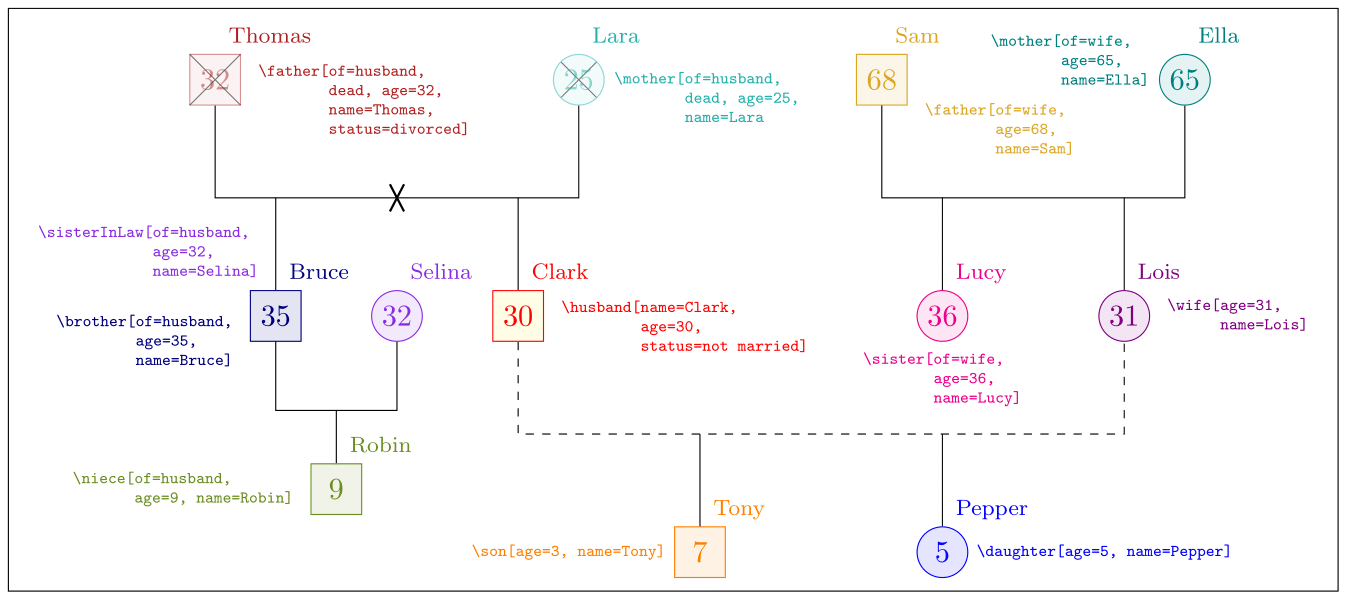 Thomas
32
\father[of=husband,
dead, age=32,
name=Thomas,
status=divorced]
Lara
25
\mother[of=husband,
dead, age=25,
name=Lara
Sam
68
\father[of=wife,
age=68,
name=Sam]
\mother[of=wife,
age=65,
name=Ella]
Ella
65
X
\sisterInLaw[of=husband,
age=32,
name=Selina]
Bruce
35
\brother[of=husband,
age=35,
name=Bruce]
Selina
32
Clark
30
\husband[name=Clark,
age=30,
status=not married]
Lucy
36
\sister[of=wife,
age=36,
name=Lucy]
Lois
31
\wife[age=31,
name=Lois]
Robin
9
\niece[of=husband,
age=9, name=Robin]
Tony
7
\son[age=3, name=Tony]
Pepper
5
\daughter[age=5, name=Pepper]